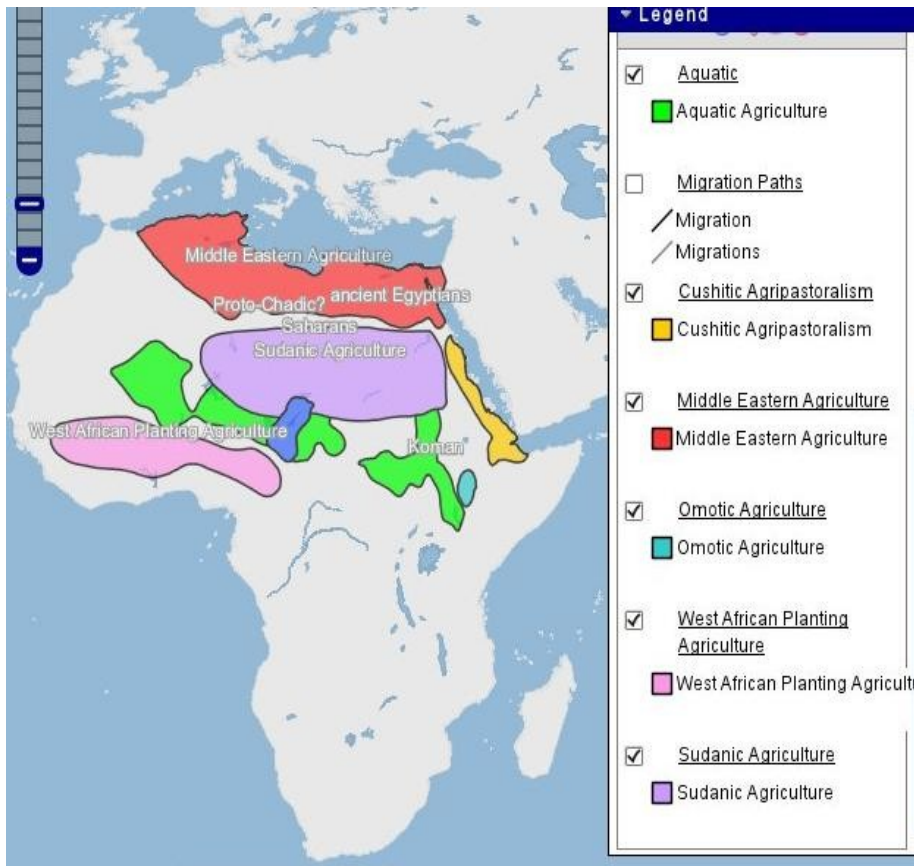 Legend
Aquatic
Aquatic Agriculture
Migration Paths
Migration
Migrations
Cushitic Agripastoralism
Cushitic Agripastoralism
Middle Eastern Agriculture
Middle Eastern Agriculture
Omotic Agriculture
Omotic Agriculture
West African Planting
Agriculture
West African Planting Agricultu
Sudanic Agriculture
Sudanic Agriculture
Middle Eastern Agriculture
Proto-Chadic? ancient Egyptians
Saharans
Sudanic Agriculture
West African Planting Agriculture
Koman